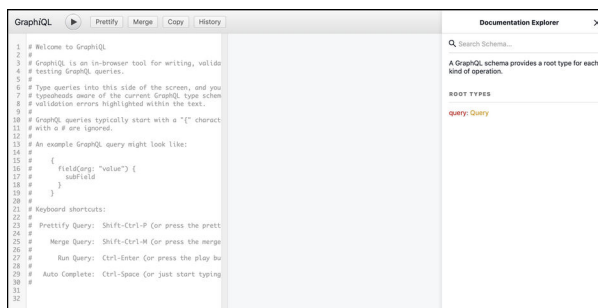 GraphiQL
Prettify
Merge
Copy
History
1 # Welcome to GraphiQL
2 #
3 # GraphiQL is an in-browser tool for writing, valida
4 # testing GraphQL queries.
5 #
6 # Type queries into this side of the screen, and you
7 # typeaheads aware of the current GraphQL type schem
8 # validation errors highlighted within the text.
9 #
10 # GraphQL queries typically start with a "{" charact
11 # with a # are ignored.
12 #
13 # An example GraphQL query might look like:
14 #
15 # {
16 # field(arg: "value") {
17 # subField
18 # }
19 # }
20 #
21 # Keyboard shortcuts:
22 #
23 # Prettify Query: Shift-Ctrl-P (or press the prett
24 #
25 # Merge Query: Shift-Ctrl-M (or press the merge
26 #
27 # Run Query: Ctrl-Enter (or press the play bu
28 #
29 # Auto Complete: Ctrl-Space (or just start typing
30 #
31
32
Documentation Explorer
Search Schema...
A GraphQL schema provides a root type for each
kind of operation.
ROOT TYPES
query: Query